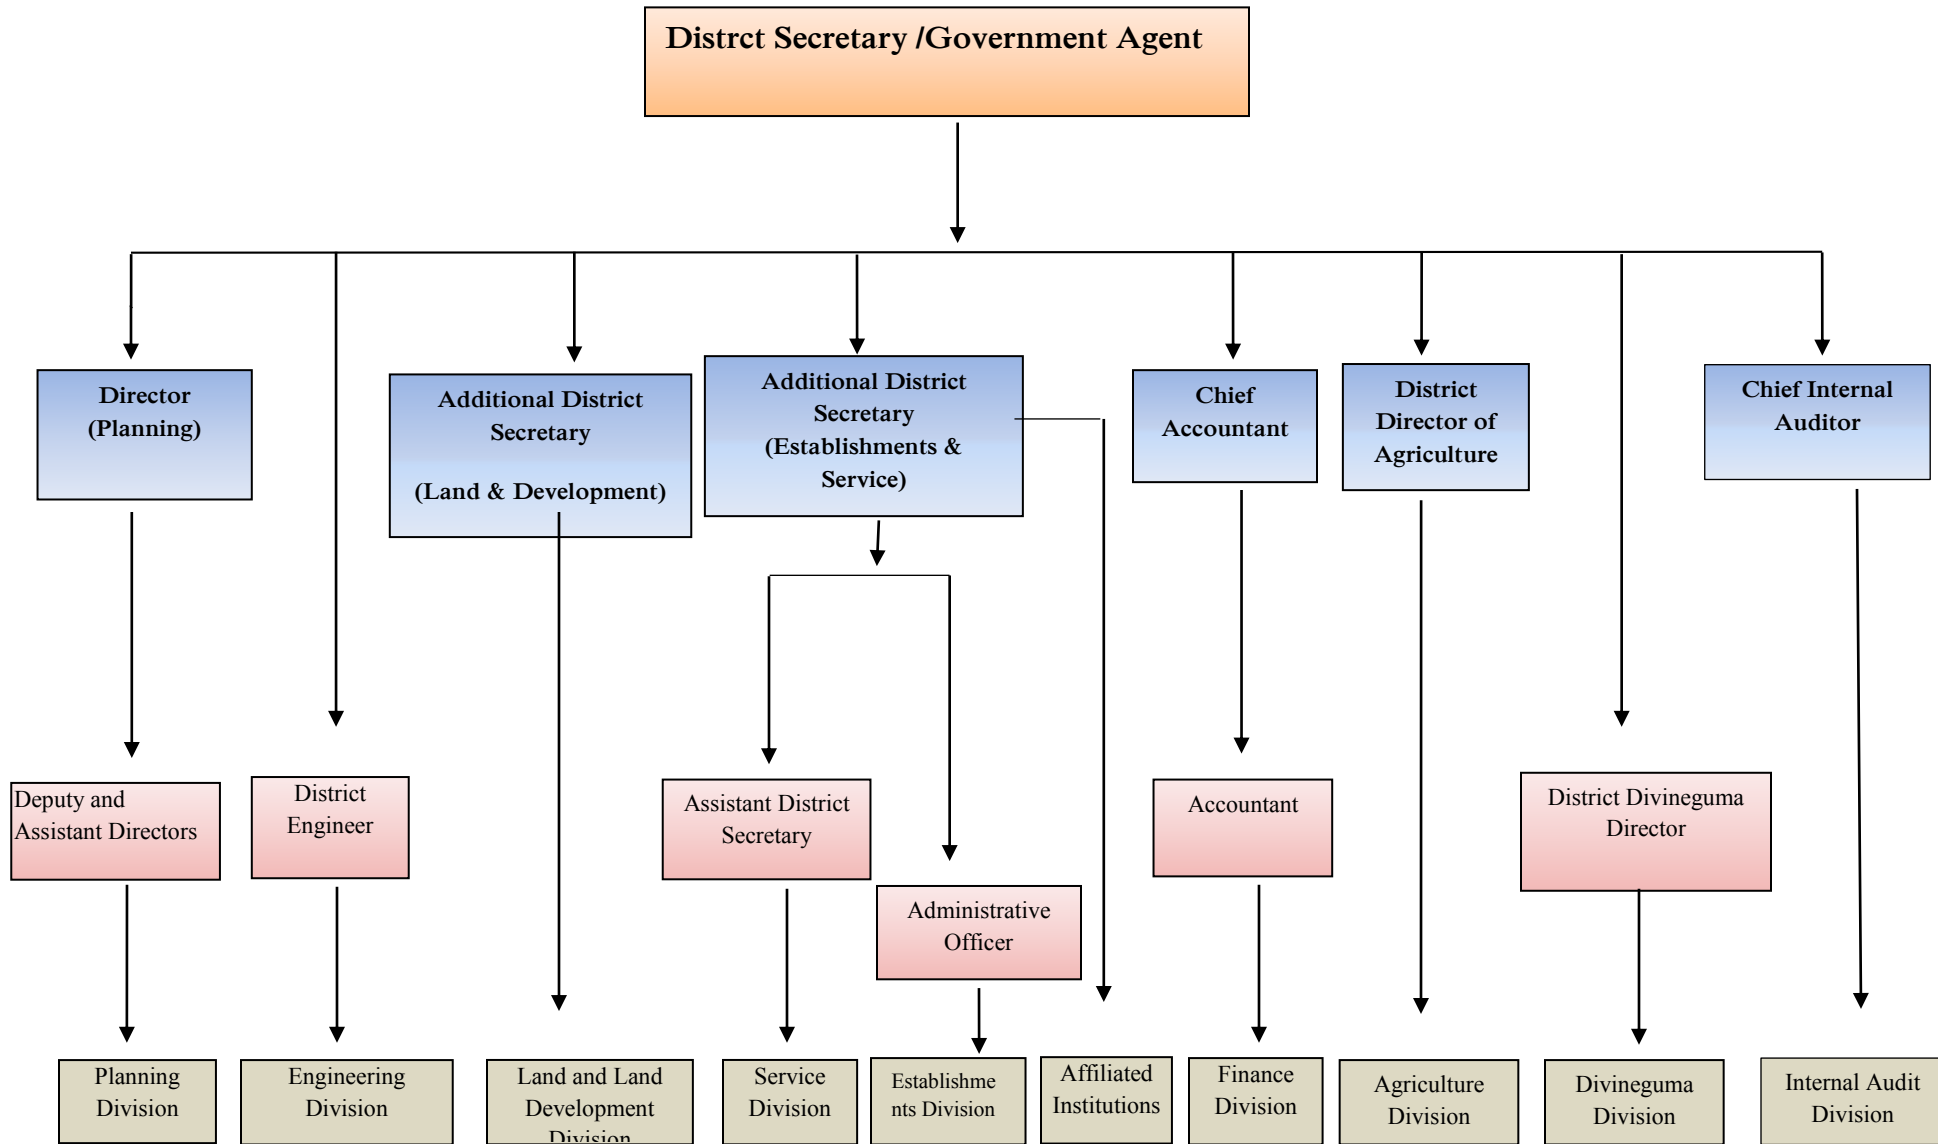 Distrct Secretary /Government Agent
Director
(Planning)
Additional District
Secretary
(Land & Development)
Additional District
Secretary
(Establishments &
Service)
Chief
Accountant
District
Director of
Agriculture
Chief Internal
Auditor
Deputy and
Assistant Directors
District
Engineer
Assistant District
Secretary
Administrative
Officer
Accountant
District Divineguma
Director
Planning
Division
Engineering
Division
Land and Land
Development
Division
Service
Division
Establishme
nts Division
Affiliated
Institutions
Finance
Division
Agriculture
Division
Divineguma
Division
Internal Audit
Division